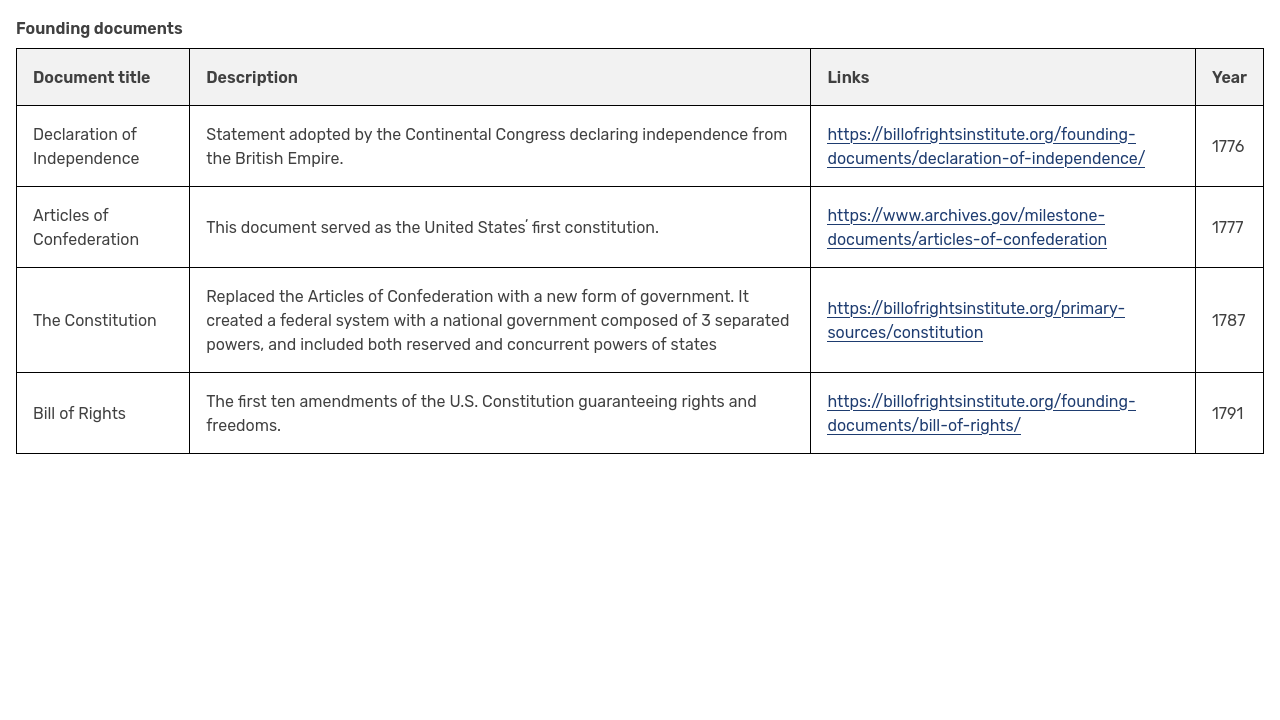 Founding documents
Document title Description Links Year
Declaration of
Independence
Statement adopted by the Continental Congress declaring independence from
the British Empire.
https://billofrightsinstitute.org/founding-
documents/declaration-of-independence/
1776
Articles of
Confederation
This document served as the United States׳ first constitution.
https://www.archives.gov/milestone-
documents/articles-of-confederation
1777
The Constitution
Replaced the Articles of Confederation with a new form of government. It
created a federal system with a national government composed of 3 separated
powers, and included both reserved and concurrent powers of states
https://billofrightsinstitute.org/primary-
sources/constitution
1787
Bill of Rights
The first ten amendments of the U.S. Constitution guaranteeing rights and
freedoms.
https://billofrightsinstitute.org/founding-
documents/bill-of-rights/
1791